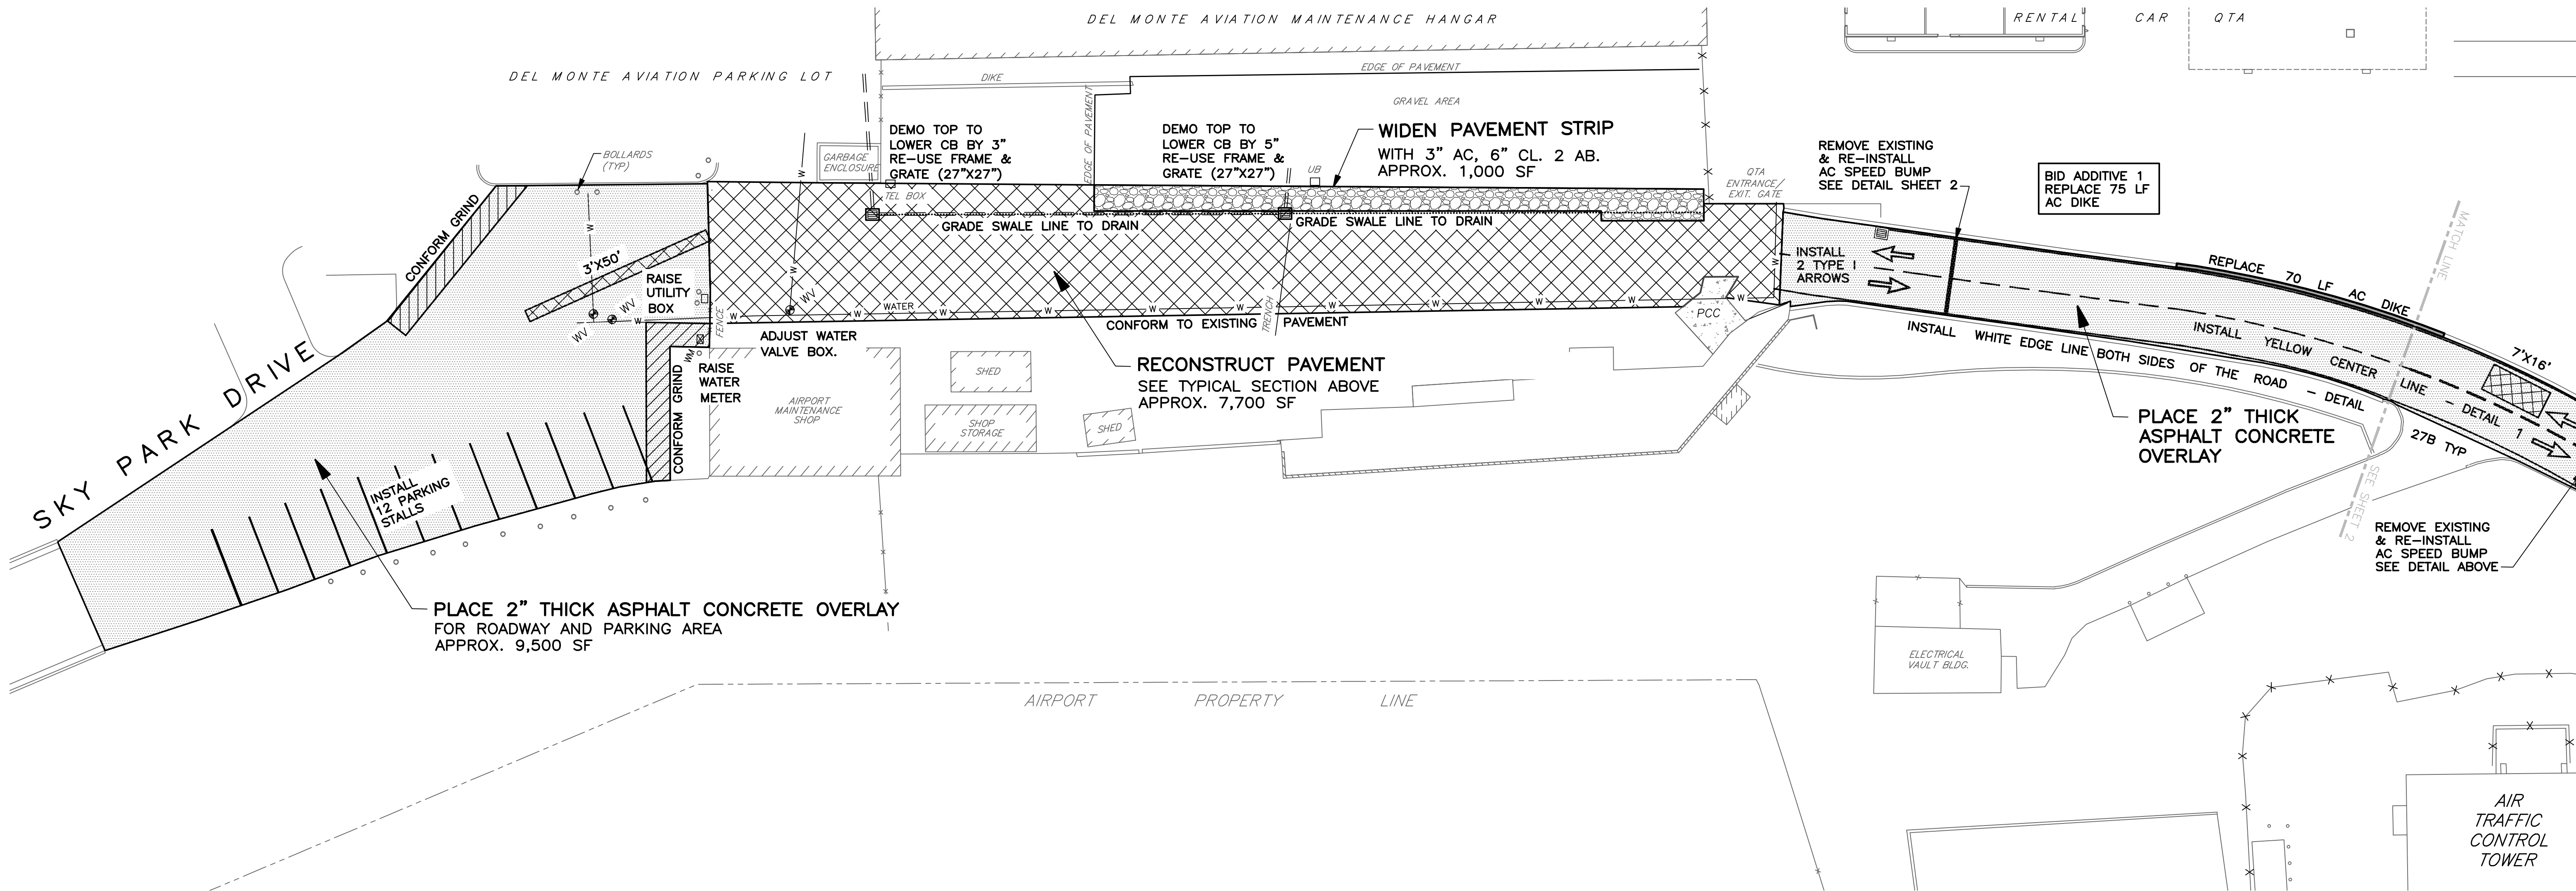 DEL MONTE AVIATION MAINTENANCE HANGAR
RENTAL CAR QTA
DEL MONTE AVIATION PARKING LOT
DIKE
EDGE OF PAVEMENT
EDGE OF PAVEMENT
GRAVEL AREA
BOLLARDS
(TYP)
GARBAGE
ENCLOSURE
DEMO TOP TO
LOWER CB BY 3"
RE-USE FRAME &
GRATE (27"X27")
DEMO TOP TO
LOWER CB BY 5"
RE-USE FRAME &
GRATE (27"X27")
UB
WIDEN PAVEMENT STRIP
WITH 3" AC, 6" CL. 2 AB.
APPROX. 1,000 SF
QTA
ENTRANCE/
EXIT. GATE
REMOVE EXISTING
& RE-INSTALL
AC SPEED BUMP
SEE DETAIL SHEET 2
BID ADDITIVE 1
REPLACE 75 LF
AC DIKE
MATCH LINE
SEE SHEET 2
TEL BOX
GRADE SWALE LINE TO DRAIN
GRADE SWALE LINE TO DRAIN
CONFORM GRIND
3'X50'
W
W
W
RAISE
UTILITY
BOX
WV
WV
WV
W
W
WATER
W
W
W
W
W
W
W
W
W
W
W
W
FENCE
TRENCH
PCC
INSTALL
2 TYPE I
ARROWS
REPLACE 70 LF AC DIKE
7'X16'
INSTALL YELLOW CENTER LINE - DETAIL 1
INSTALL WHITE EDGE LINE BOTH SIDES OF THE ROAD - DETAIL
27B TYP
ADJUST WATER
VALVE BOX.
CONFORM TO EXISTING PAVEMENT
RECONSTRUCT PAVEMENT
SEE TYPICAL SECTION ABOVE
APPROX. 7,700 SF
WM
RAISE
WATER
METER
CONFORM GRIND
AIRPORT
MAINTENANCE
SHOP
SHED
SHOP
STORAGE
SHED
SKY PARK DRIVE
INSTALL
12 PARKING
STALLS
PLACE 2" THICK
ASPHALT CONCRETE
OVERLAY
REMOVE EXISTING
& RE-INSTALL
AC SPEED BUMP
SEE DETAIL ABOVE
PLACE 2" THICK ASPHALT CONCRETE OVERLAY
FOR ROADWAY AND PARKING AREA
APPROX. 9,500 SF
ELECTRICAL
VAULT BLDG.
AIRPORT PROPERTY LINE
AIR
TRAFFIC
CONTROL
TOWER